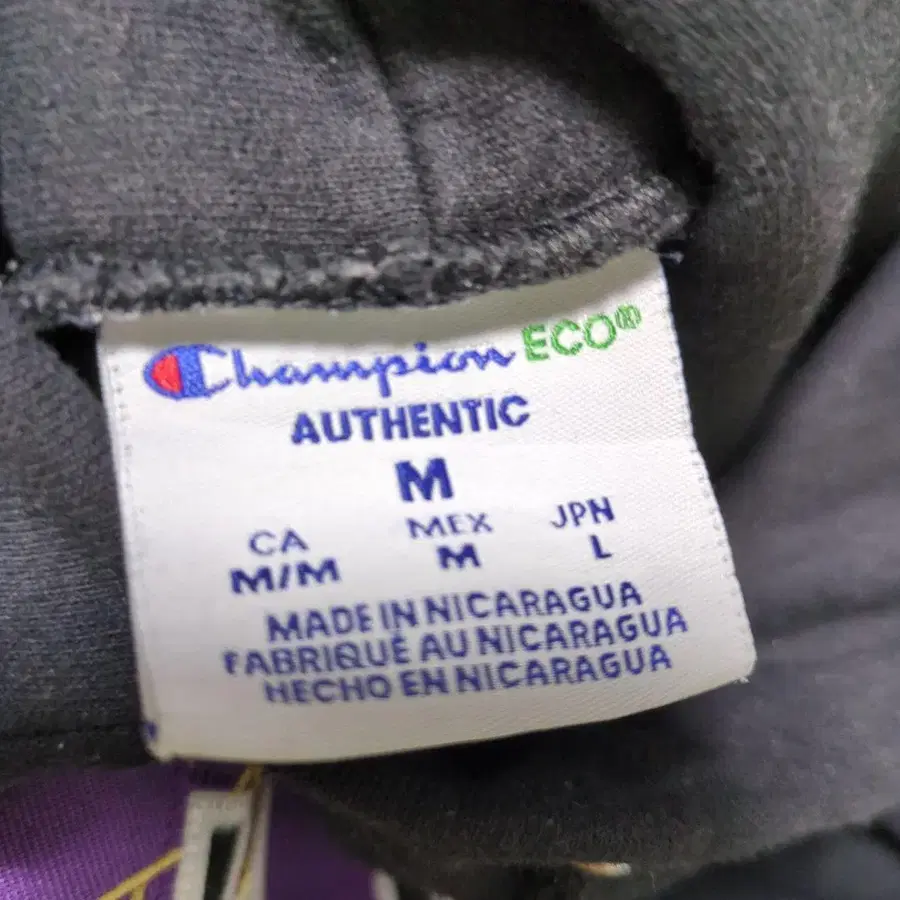 Champion ECO®
AUTHENTIC
M
CA MEX JPN
M/M M L
MADE IN NICARAGUA
FABRIQUÉ AU NICARAGUA
HECHO EN NICARAGUA